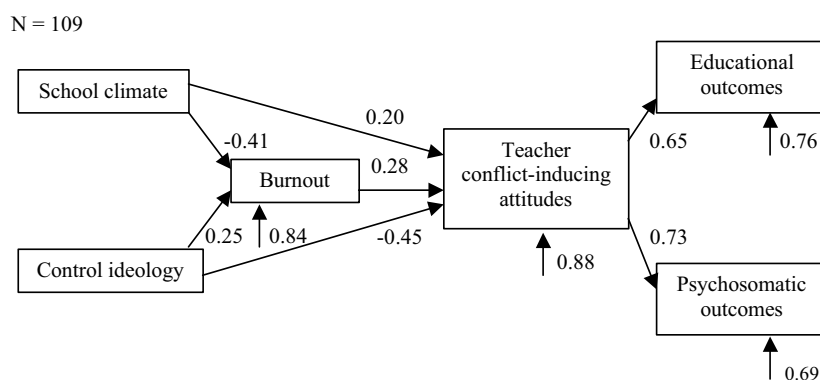 N = 109
School climate
0.20
-0.41
Burnout
0.28
0.25
0.84
-0.45
Control ideology
Teacher
conflict-inducing
attitudes
0.88
0.65
Educational
outcomes
0.76
0.73
Psychosomatic
outcomes
0.69